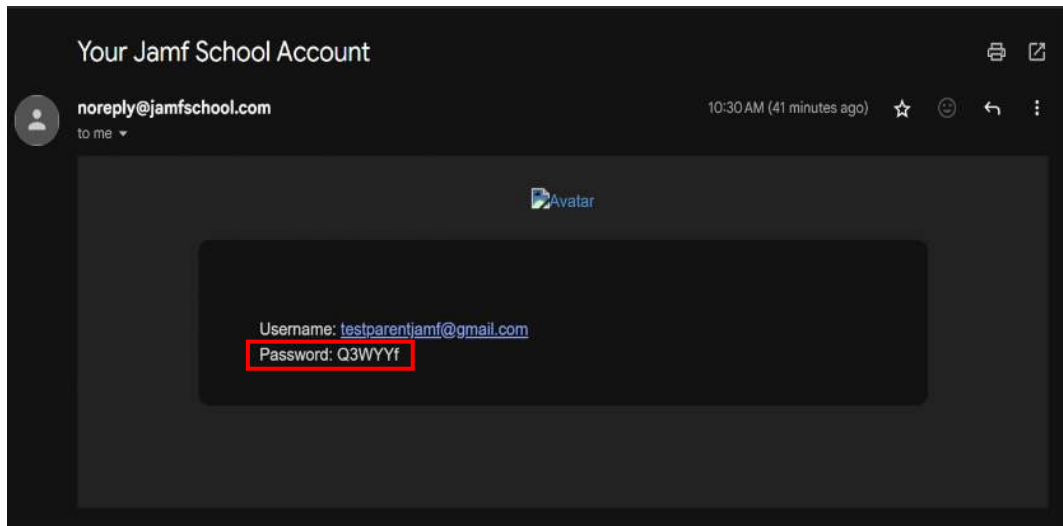 Your Jamf School Account
noreply@jamfschool.com
10:30 AM (41 minutes ago)
to me
Avatar
Username: testparentjamf@gmail.com
Password: Q3WYYf